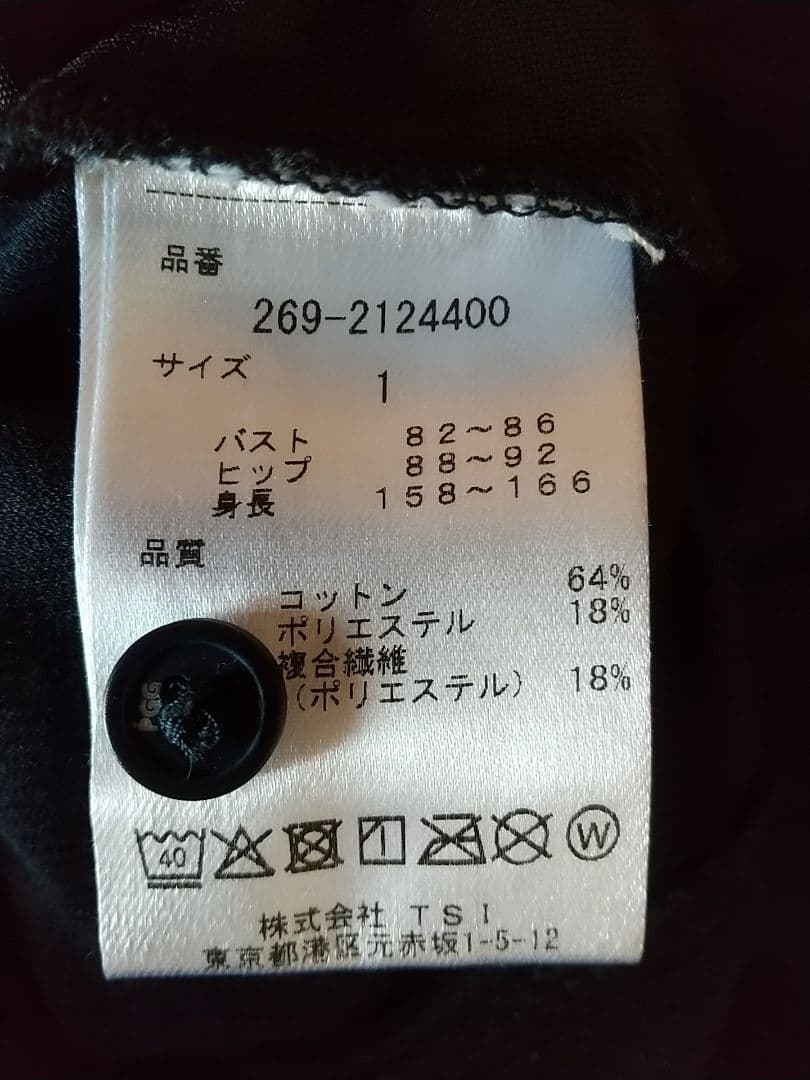 品番
269-2124400
サイズ
1
バスト 82～86
ヒップ 88～92
身長 158～166
品質
コットン 64%
ポリエステル 18%
複合繊維
(ポリエステル) 18%
40
W
株式会社 TSI
東京都港区元赤坂1-5-12
PGG